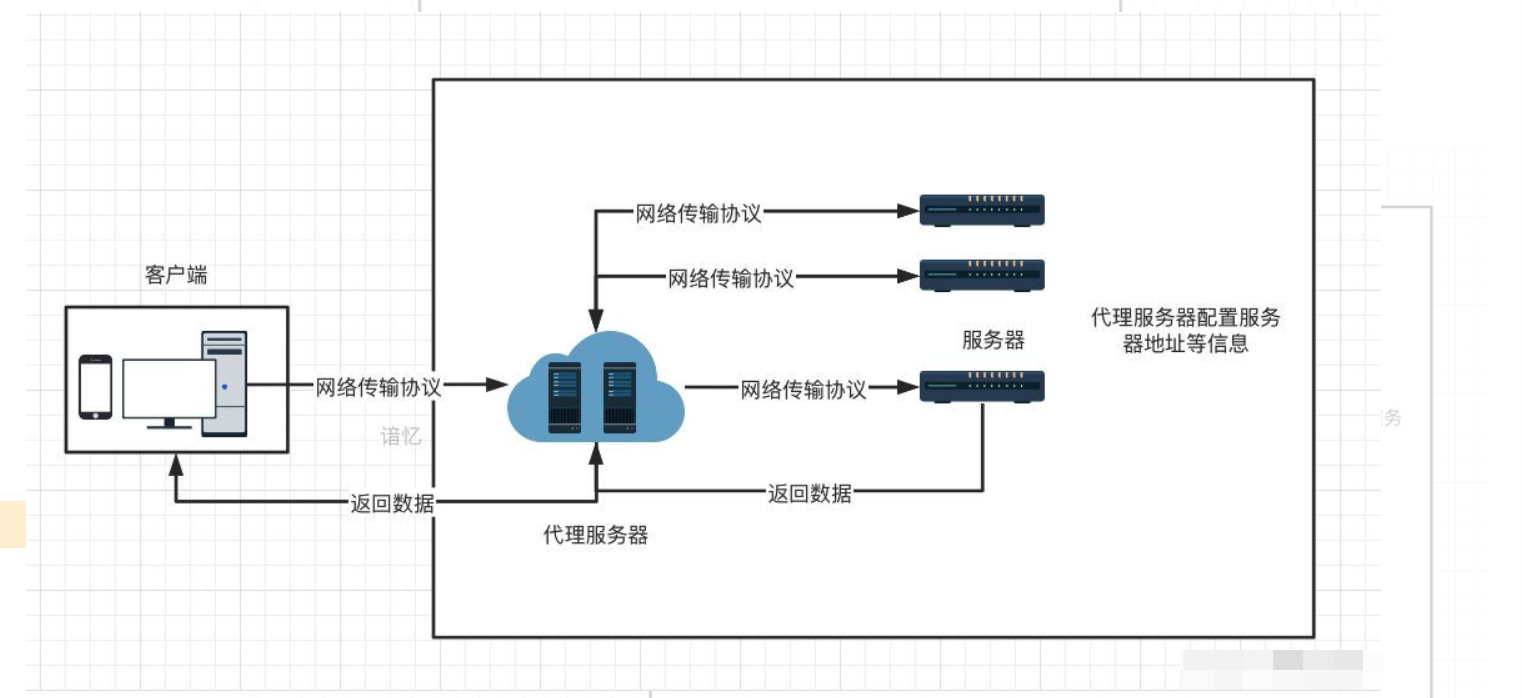 网络传输协议
网络传输协议
客户端
代理服务器配置服务
器地址等信息
服务器
网络传输协议
网络传输协议
谙忆
务
返回数据
返回数据
代理服务器